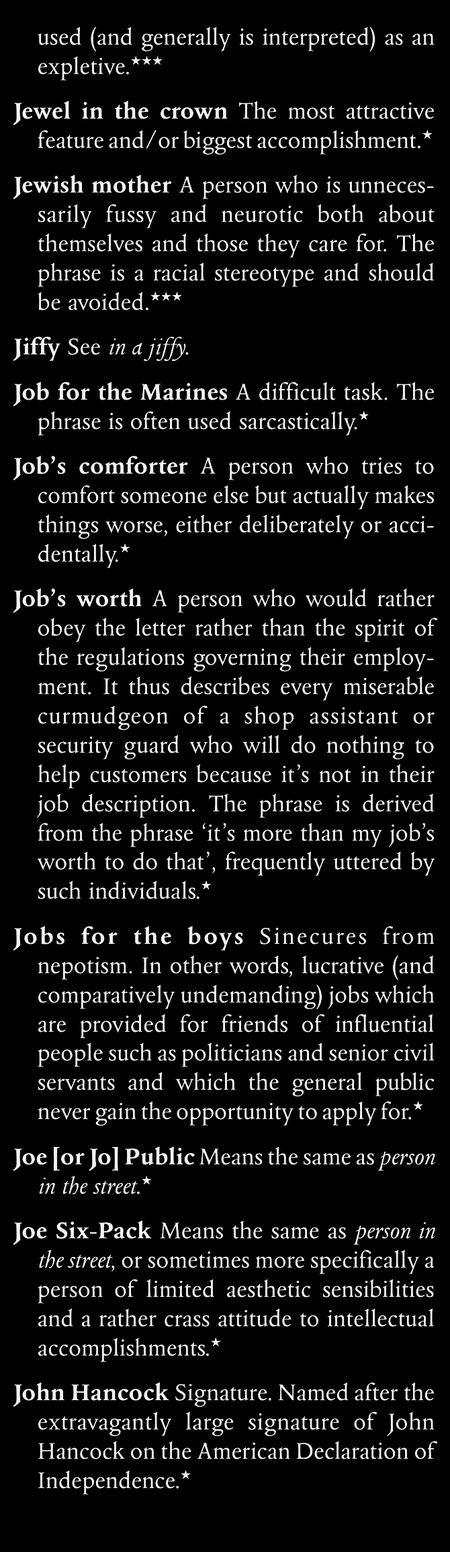 used (and generally is interpreted) as an
expletive.★★★
Jewel in the crown The most attractive
feature and/or biggest accomplishment.★
Jewish mother A person who is unneces-
sarily fussy and neurotic both about
themselves and those they care for. The
phrase is a racial stereotype and should
be avoided.★★★
Jiffy See in a jiffy.
Job for the Marines A difficult task. The
phrase is often used sarcastically.★
Job's comforter A person who tries to
comfort someone else but actually makes
things worse, either deliberately or acci-
dentally.★
Job's worth A person who would rather
obey the letter rather than the spirit of
the regulations governing their employ-
ment. It thus describes every miserable
curmudgeon of a shop assistant or
security guard who will do nothing to
help customers because it's not in their
job description. The phrase is derived
from the phrase ‘it's more than my job's
worth to do that’, frequently uttered by
such individuals.★
Jobs for the boys Sinecures from
nepotism. In other words, lucrative (and
comparatively undemanding) jobs which
are provided for friends of influential
people such as politicians and senior civil
servants and which the general public
never gain the opportunity to apply for.★
Joe [or Jo] Public Means the same as person
in the street.★
Joe Six-Pack Means the same as person in
the street, or sometimes more specifically a
person of limited aesthetic sensibilities
and a rather crass attitude to intellectual
accomplishments.★
John Hancock Signature. Named after the
extravagantly large signature of John
Hancock on the American Declaration of
Independence.★